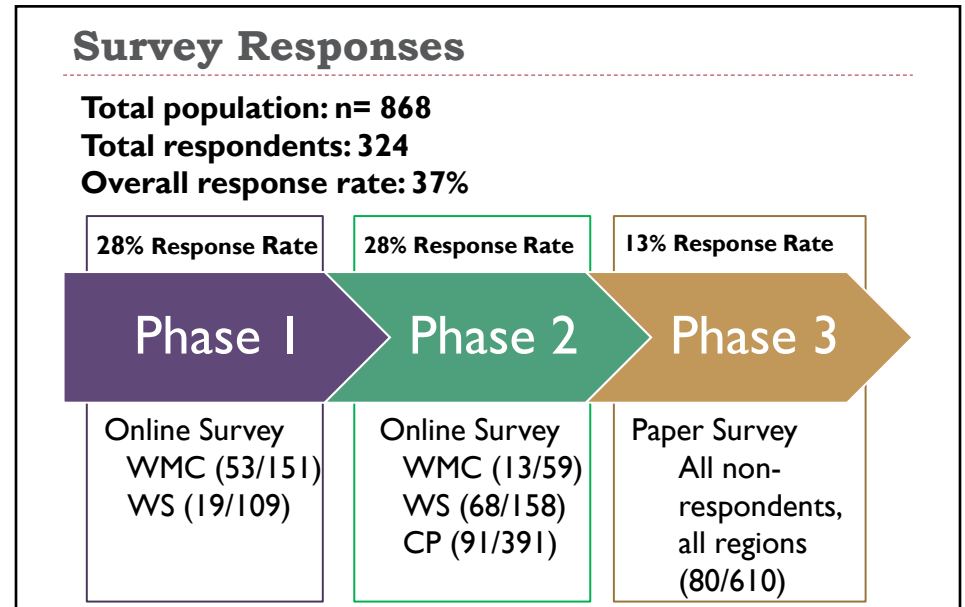 Survey Responses
Total population: n= 868
Total respondents: 324
Overall response rate: 37%
28% Response Rate
Phase 1
Online Survey
WMC (53/151)
WS (19/109)
28% Response Rate
Phase 2
Online Survey
WMC (13/59)
WS (68/158)
CP (91/391)
13% Response Rate
Phase 3
Paper Survey
All non-
respondents,
all regions
(80/610)